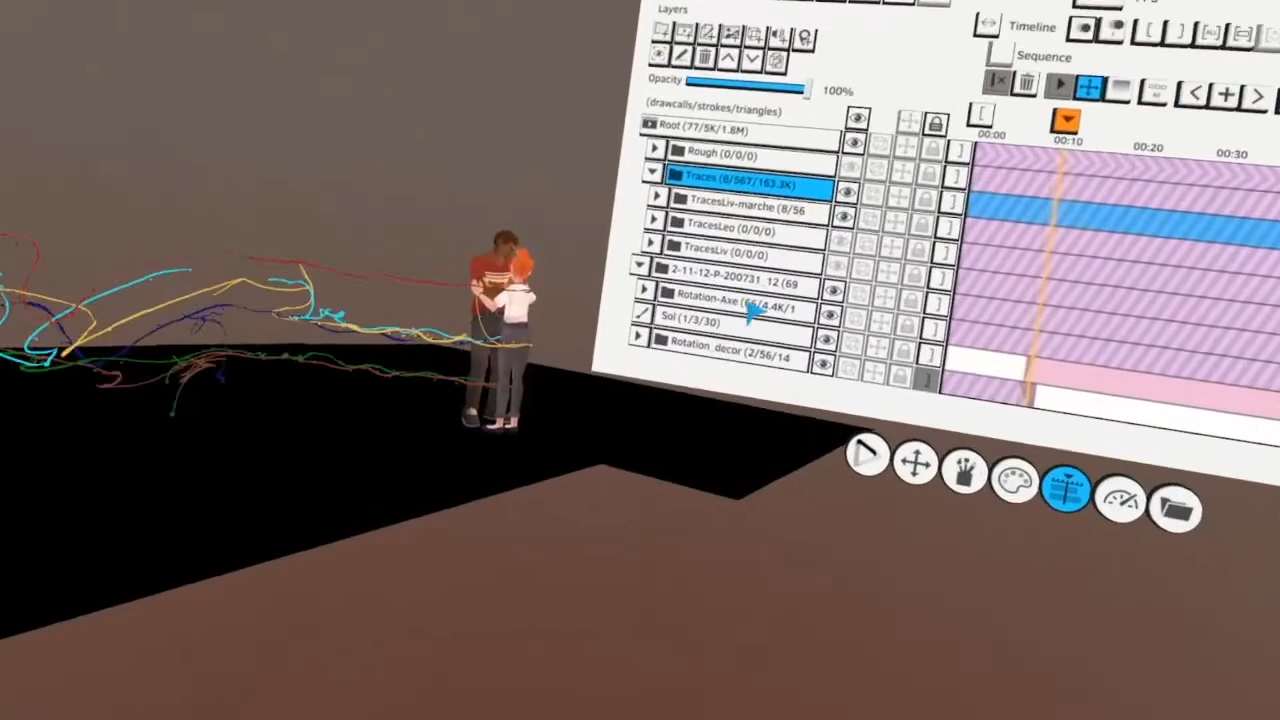 Layers
Timeline
Sequence
Opacity 100%
(drawcalls/strokes/triangles)
Root (77/5K/1.8M)
Rough (0/0/0)
Traces (8/567/163.3K)
TracesLiv-marche (8/56
TracesLeo (0/0/0)
TracesLiv (0/0/0)
2-11-12-P-200731_12 (69
Rotation-Axe (66/4.4K/1
Sol (1/3/30)
Rotation_decor (2/56/14
00:00 00:10 00:20 00:30